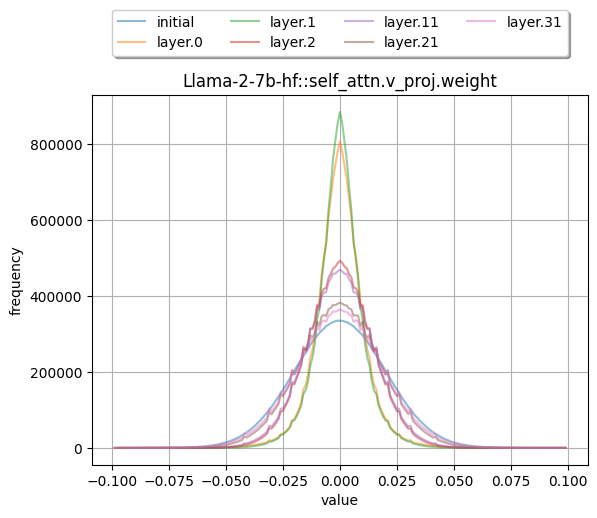 initial layer.1 layer.11 layer.31
layer.0 layer.2 layer.21
Llama-2-7b-hf::self_attn.v_proj.weight
800000
600000
400000
200000
0
frequency
−0.100 −0.075 −0.050 −0.025 0.000 0.025 0.050 0.075 0.100
value